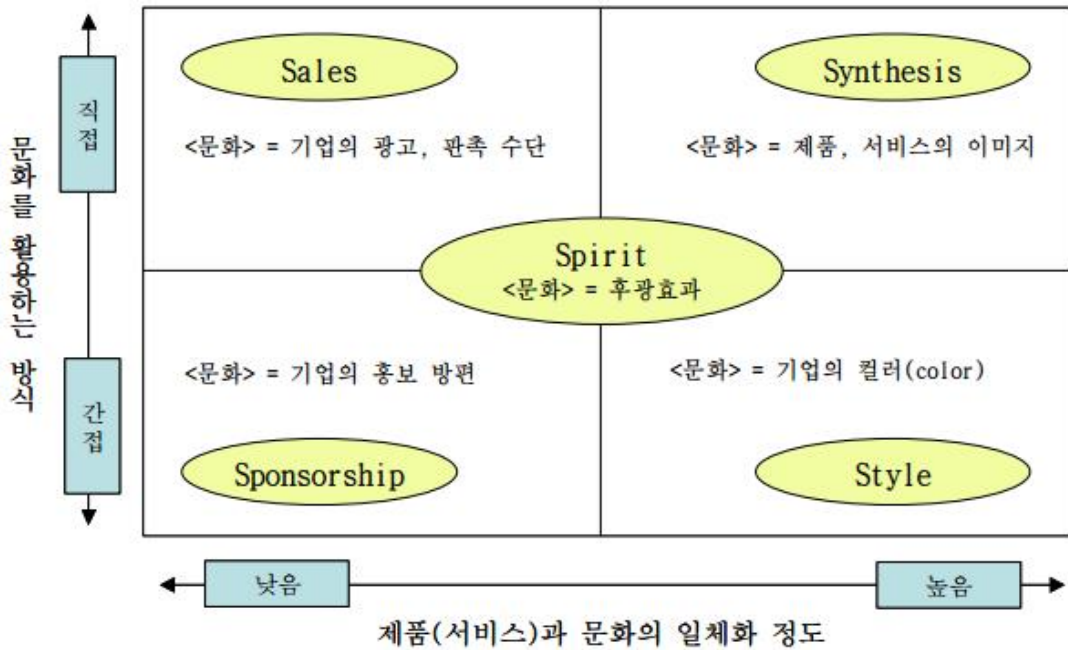 Sales
Synthesis
<문화> = 기업의 광고, 판촉 수단
<문화> = 제품, 서비스의 이미지
Spirit
<문화> = 후광효과
<문화> = 기업의 홍보 방편
<문화> = 기업의 컬러(color)
Sponsorship
Style
문화를 활용하는 방식
직접
간접
낮음
높음
제품(서비스)과 문화의 일체화 정도